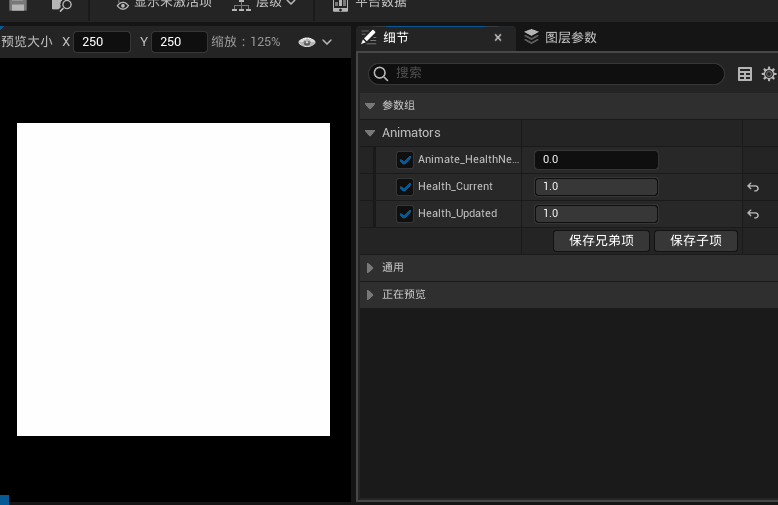 显示未激活项
层级
平台数据
预览大小 X 250 Y 250 缩放：125%
细节
图层参数
搜索
参数组
Animators
Animate_HealthNe... 0.0
Health_Current 1.0
Health_Updated 1.0
保存兄弟项 保存子项
通用
正在预览